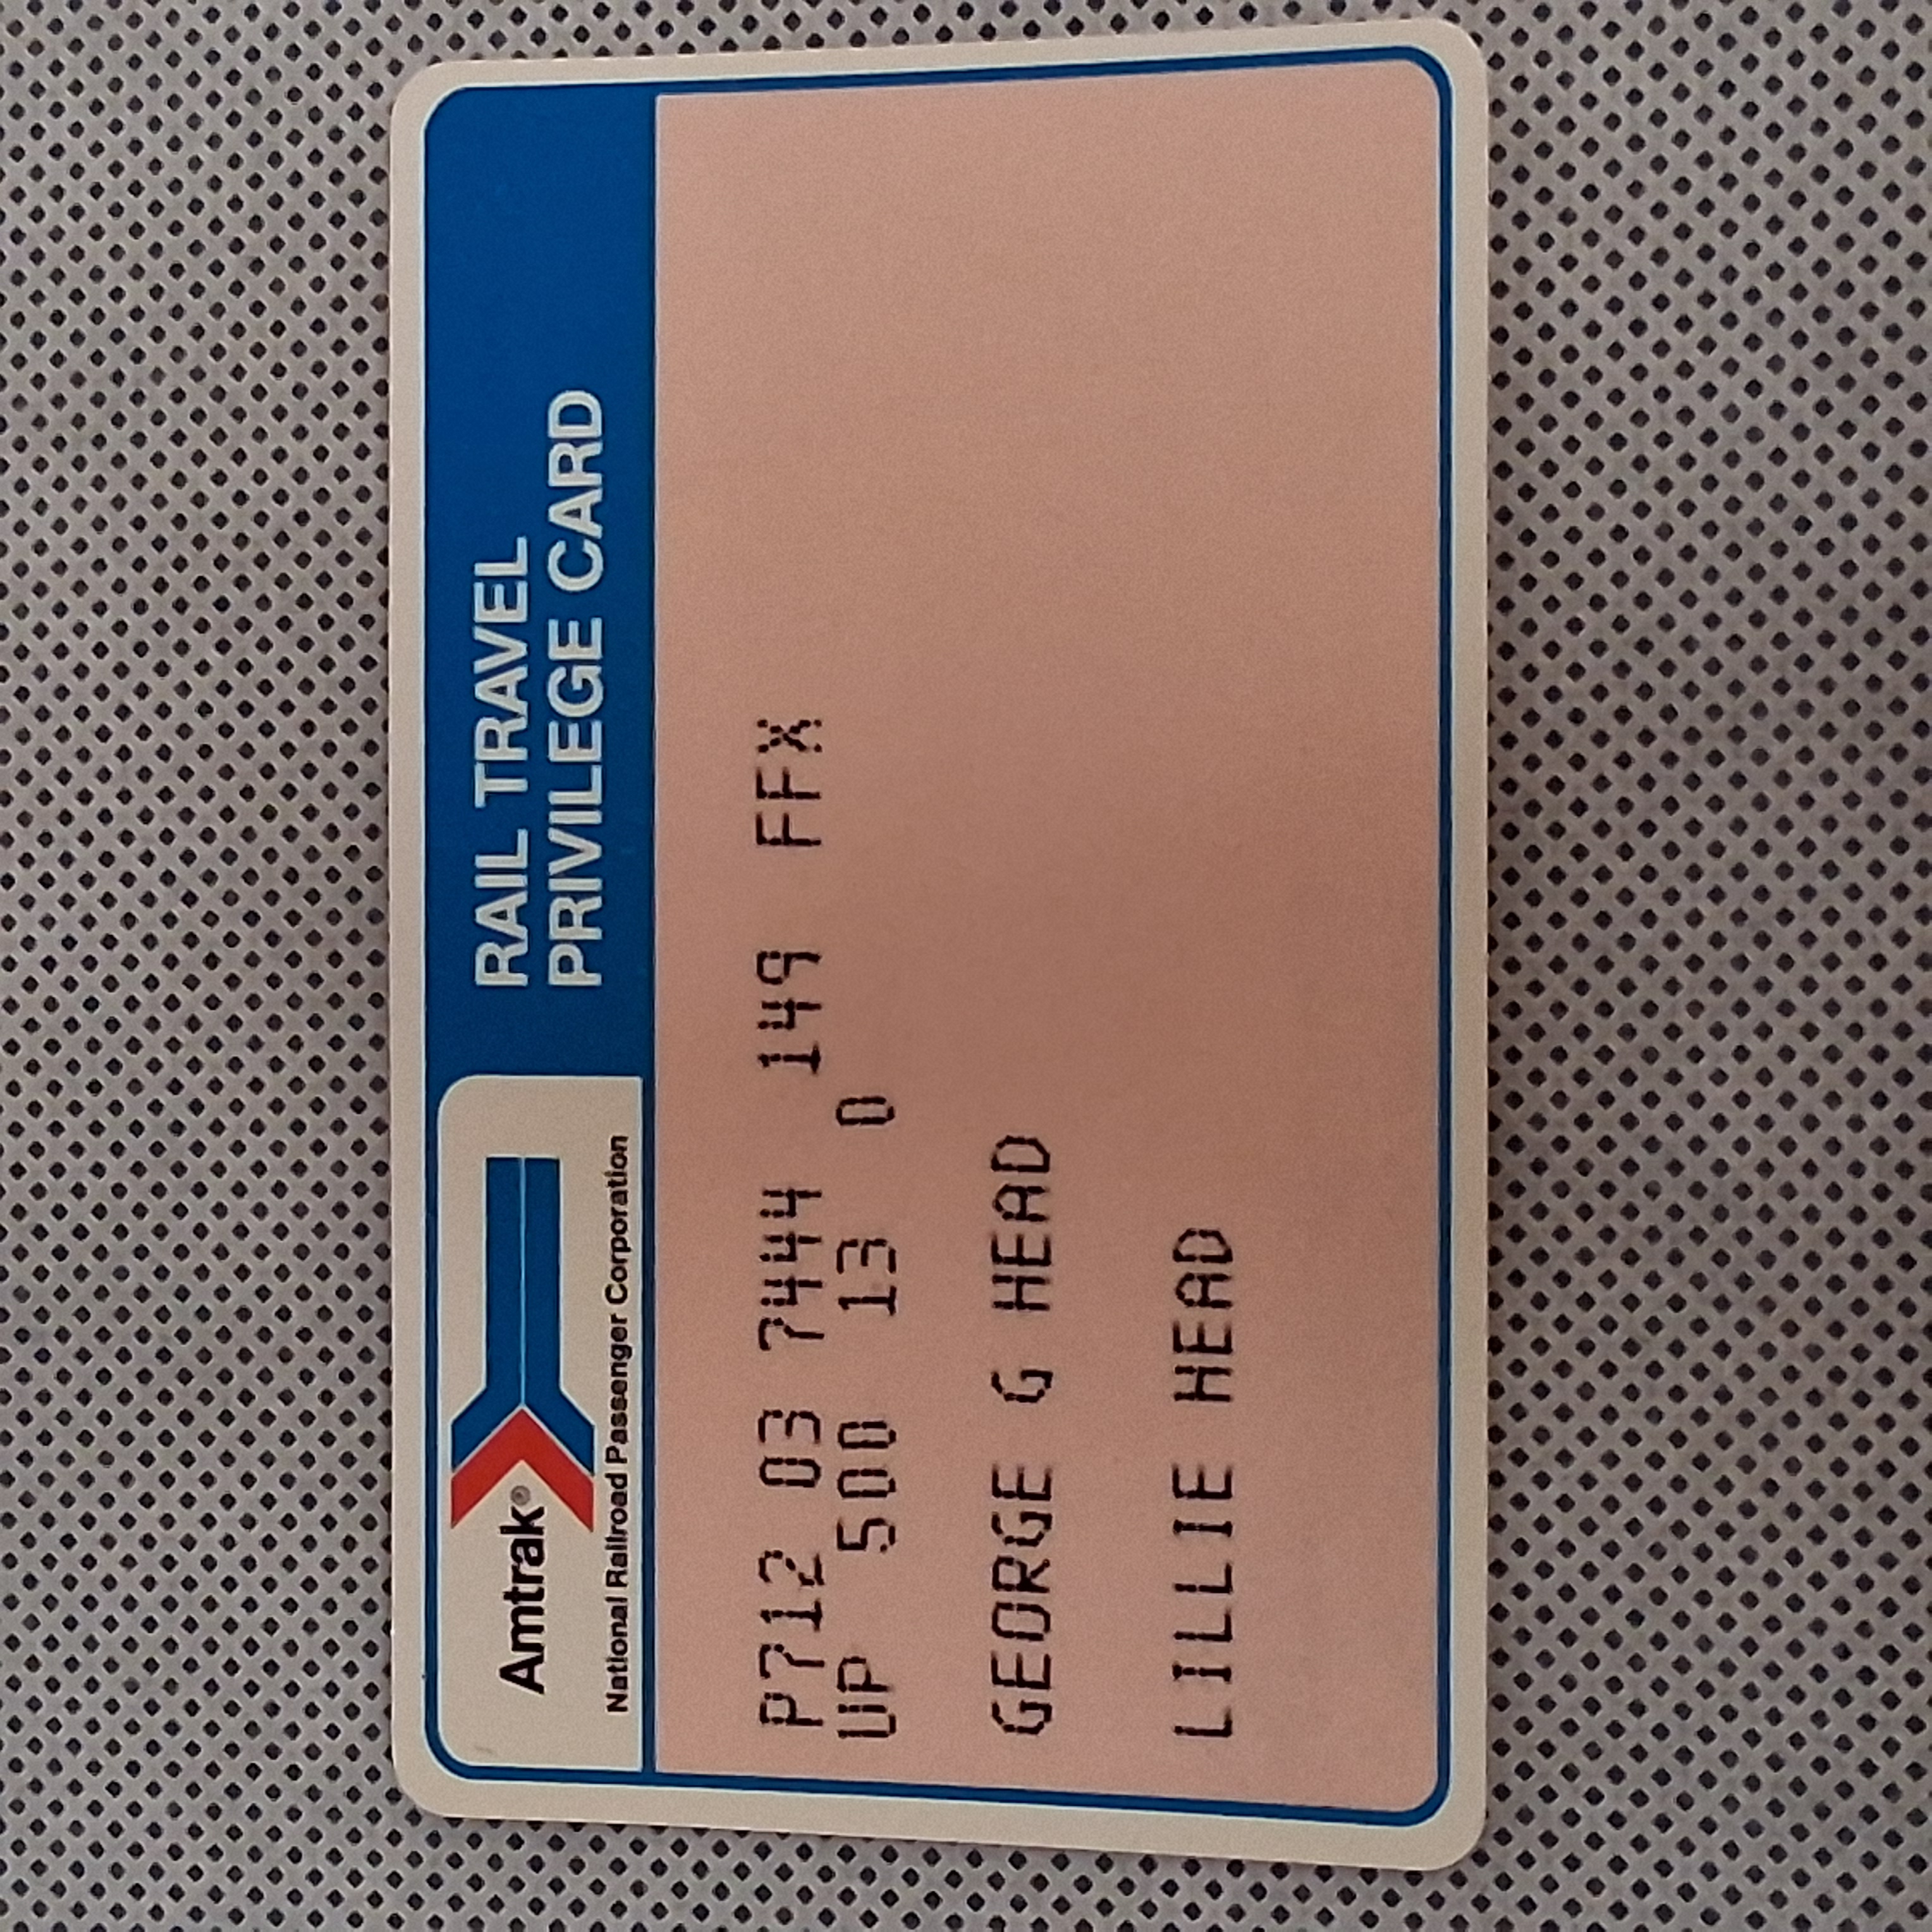 Amtrak®
National Railroad Passenger Corporation
RAIL TRAVEL
PRIVILEGE CARD
P712 03 7444 149 FFX
UP 500 13 0
GEORGE G HEAD
LILLIE HEAD